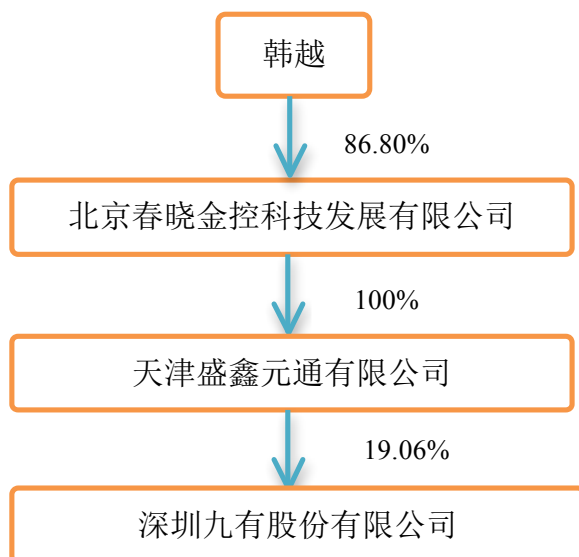 韩越
86.80%
北京春晓金控科技发展有限公司
100%
天津盛鑫元通有限公司
19.06%
深圳九有股份有限公司